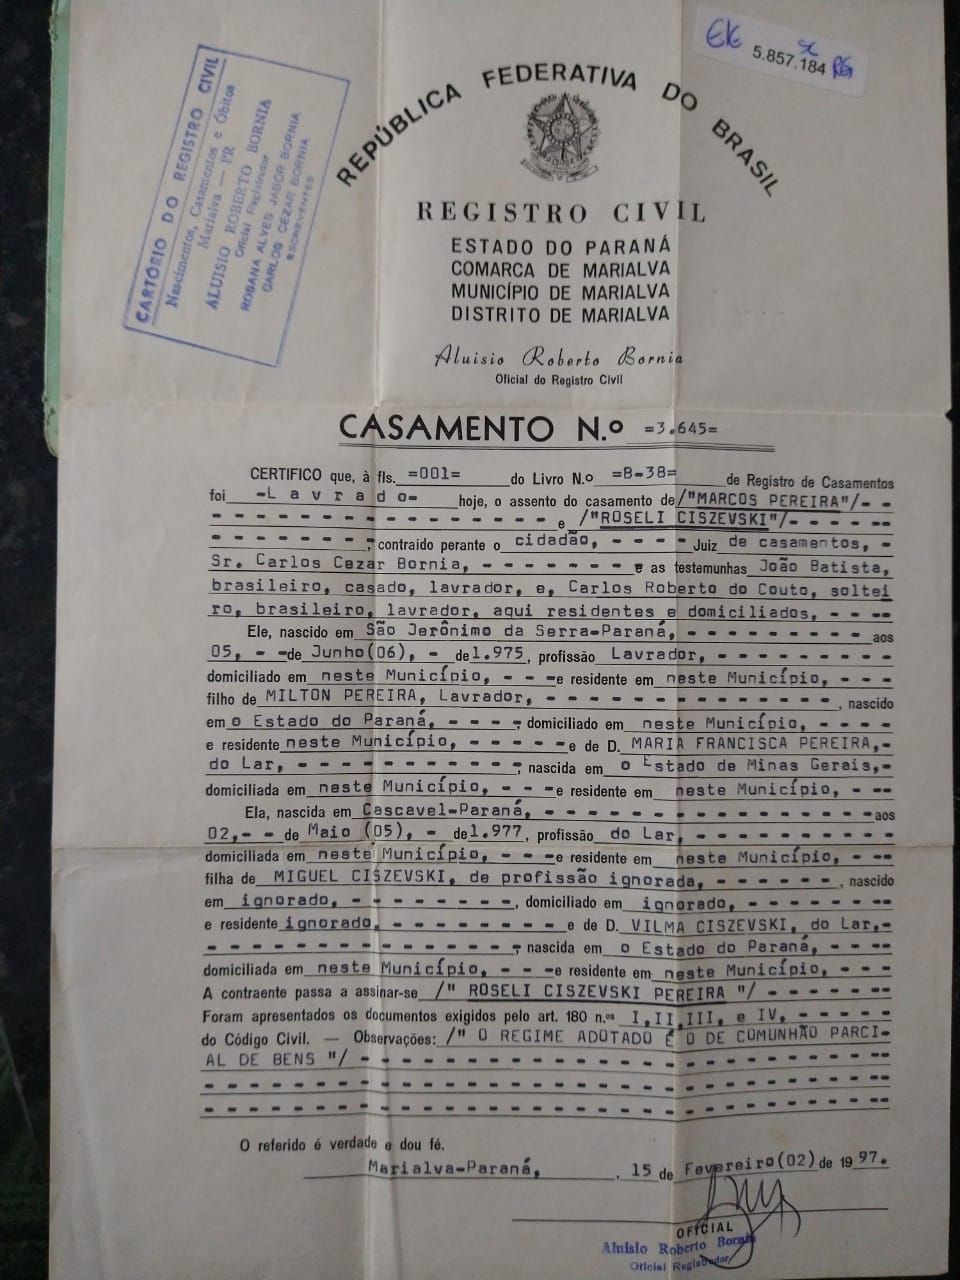 EK SC
5.857.184 RG
CARTÓRIO DO REGISTRO CIVIL
Nascimentos, Casamentos e Óbitos
Marialva — PR
ALUISIO ROBERTO BORNIA
Oficial Registrador
ROSANA ALVES JABOR BORNIA
CARLOS CEZAR BORNIA
ESCREVENTES
REPÚBLICA FEDERATIVA DO BRASIL
REGISTRO CIVIL
ESTADO DO PARANÁ
COMARCA DE MARIALVA
MUNICÍPIO DE MARIALVA
DISTRITO DE MARIALVA
Aluisio Roberto Bornia
Oficial do Registro Civil
CASAMENTO N.º =3.645=
CERTIFICO que, à fls. =001= do Livro N.o =B-38= de Registro de Casamentos
foi -Lavrado- hoje, o assento do casamento de /"MARCOS PEREIRA"/- -
- - - - - - - - - - - - - - - - e /"ROSELI CISZEVSKI"/- - - - --
- - - - - - - -, contraído perante o cidadão, - - - - Juiz de casamentos, -
Sr. Carlos Cezar Bornia, - - - - - - - e as testemunhas João Batista,
brasileiro, casado, lavrador, e, Carlos Roberto do Couto, soltei
ro, brasileiro, lavrador, aqui residentes e domiciliados, - - --
Ele, nascido em São Jerônimo da Serra-Paraná, - - - - - - - - - aos
05, - -de Junho(06), - de 1.975, profissão Lavrador, - - - - - - - - -
domiciliado em neste Município, - - -e residente em neste Município, - - -
filho de MILTON PEREIRA, Lavrador, - - - - - - - - - - - - - -, nascido
em o Estado do Paraná, - - - -, domiciliado em neste Município, - - - -
e residente neste Município, - - - - -e de D. MARIA FRANCISCA PEREIRA,-
do Lar, - - - - - - - - - - -, nascida em o Estado de Minas Gerais,-
domiciliada em neste Município, - - -e residente em neste Município, - --
Ela, nascida em Cascavel-Paraná, - - - - - - - - - - - - - - - -aos
02,- - de Maio (05), - de 1.977, profissão do Lar, - - - - - - - - - -
domiciliada em neste Município, - - -e residente em neste Município, - --
filha de MIGUEL CISZEVSKI, de profissão ignorada, - - - - - -, nascido
em ignorado, - - - - - - - -, domiciliado em ignorado, - - - - - - - -
e residente ignorado, - - - - - - - - -e de D. VILMA CISZEVSKI, do Lar,-
- - - - - - - - - - - - - - -, nascida em o Estado do Paraná, - - --
domiciliada em neste Município, - - -e residente em neste Município, - - -
A contraente passa a assinar-se /" ROSELI CISZEVSKI PEREIRA "/- - - - - -
Foram apresentados os documentos exigidos pelo art. 180 n.os I,II,III, e IV, - - - - -
do Código Civil. — Observações: /" O REGIME ADOTADO É O DE COMUNHÃO PARCI-
AL DE BENS "/- - - - - - - - - - - - - - - - - - - - - - - --
- - - - - - - - - - - - - - - - - - - - - - - - - - - - - --
- - - - - - - - - - - - - - - - - - - - - - - - - - - - - --
O referido é verdade e dou fé.
Marialva-Paraná, , 15 de Fevereiro(02) de 1997.
OFICIAL
Aluisio Roberto Bornia
Oficial Registrador